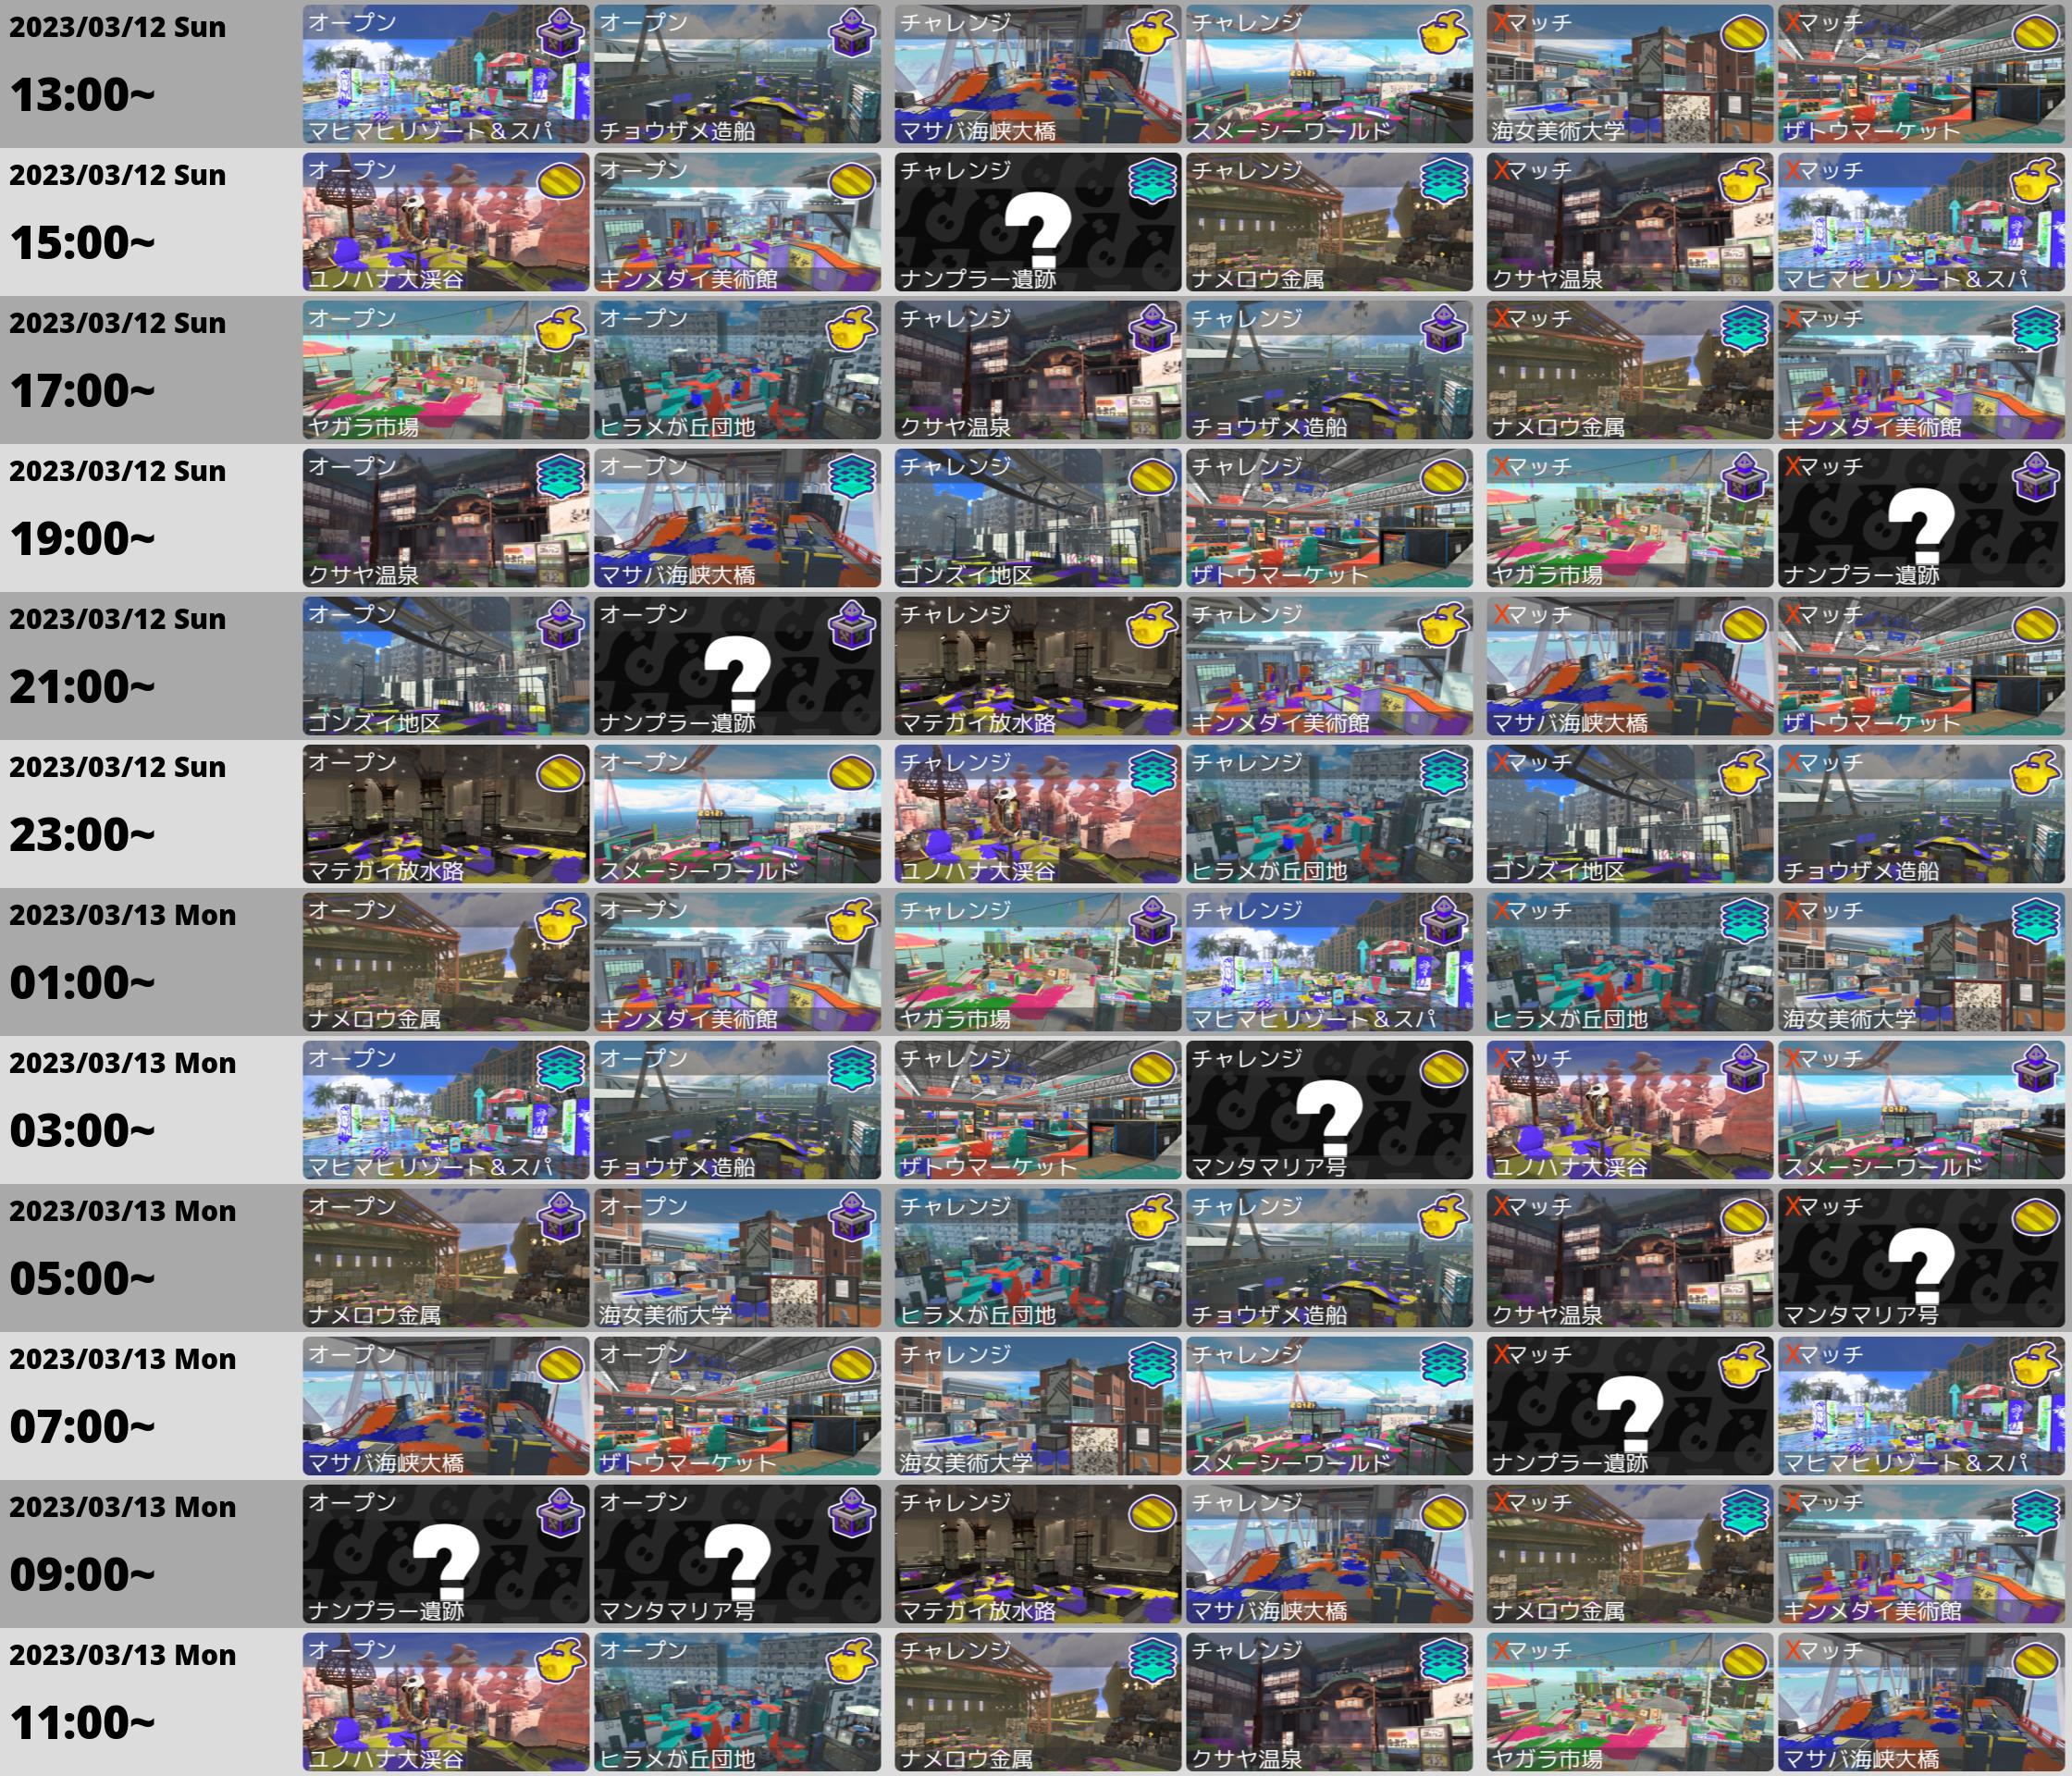 2023/03/12 Sun
13:00~
オープン
マヒマヒリゾート＆スパ
オープン
チョウザメ造船
チャレンジ
マサバ海峡大橋
チャレンジ
スメーシーワールド
Xマッチ
海女美術大学
Xマッチ
ザトウマーケット
2023/03/12 Sun
15:00~
オープン
ユノハナ大渓谷
オープン
キンメダイ美術館
チャレンジ
?
ナンプラー遺跡
チャレンジ
ナメロウ金属
Xマッチ
クサヤ温泉
Xマッチ
マヒマヒリゾート＆スパ
2023/03/12 Sun
17:00~
オープン
ヤガラ市場
オープン
ヒラメが丘団地
チャレンジ
クサヤ温泉
チャレンジ
チョウザメ造船
Xマッチ
ナメロウ金属
Xマッチ
キンメダイ美術館
2023/03/12 Sun
19:00~
オープン
クサヤ温泉
オープン
マサバ海峡大橋
チャレンジ
ゴンズイ地区
チャレンジ
ザトウマーケット
Xマッチ
ヤガラ市場
Xマッチ
?
ナンプラー遺跡
2023/03/12 Sun
21:00~
オープン
ゴンズイ地区
オープン
?
ナンプラー遺跡
チャレンジ
マテガイ放水路
チャレンジ
キンメダイ美術館
Xマッチ
マサバ海峡大橋
Xマッチ
ザトウマーケット
2023/03/12 Sun
23:00~
オープン
マテガイ放水路
オープン
スメーシーワールド
チャレンジ
ユノハナ大渓谷
チャレンジ
ヒラメが丘団地
Xマッチ
ゴンズイ地区
Xマッチ
チョウザメ造船
2023/03/13 Mon
01:00~
オープン
ナメロウ金属
オープン
キンメダイ美術館
チャレンジ
ヤガラ市場
チャレンジ
マヒマヒリゾート＆スパ
Xマッチ
ヒラメが丘団地
Xマッチ
海女美術大学
2023/03/13 Mon
03:00~
オープン
マヒマヒリゾート＆スパ
オープン
チョウザメ造船
チャレンジ
ザトウマーケット
チャレンジ
?
マンタマリア号
Xマッチ
ユノハナ大渓谷
Xマッチ
スメーシーワールド
2023/03/13 Mon
05:00~
オープン
ナメロウ金属
オープン
海女美術大学
チャレンジ
ヒラメが丘団地
チャレンジ
チョウザメ造船
Xマッチ
クサヤ温泉
Xマッチ
?
マンタマリア号
2023/03/13 Mon
07:00~
オープン
マサバ海峡大橋
オープン
ザトウマーケット
チャレンジ
海女美術大学
チャレンジ
スメーシーワールド
Xマッチ
?
ナンプラー遺跡
Xマッチ
マヒマヒリゾート＆スパ
2023/03/13 Mon
09:00~
オープン
?
ナンプラー遺跡
オープン
?
マンタマリア号
チャレンジ
マテガイ放水路
チャレンジ
マサバ海峡大橋
Xマッチ
ナメロウ金属
Xマッチ
キンメダイ美術館
2023/03/13 Mon
11:00~
オープン
ユノハナ大渓谷
オープン
ヒラメが丘団地
チャレンジ
ナメロウ金属
チャレンジ
クサヤ温泉
Xマッチ
ヤガラ市場
Xマッチ
マサバ海峡大橋